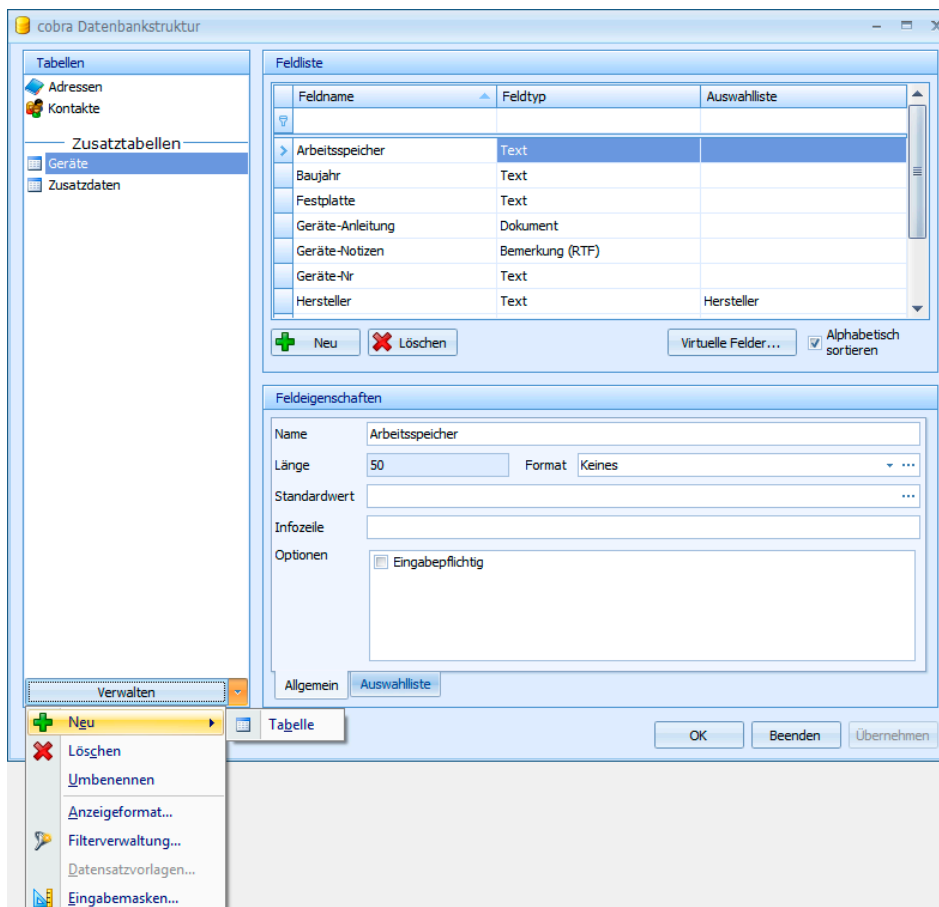 cobra Datenbankstruktur
Tabellen
Adressen
Kontakte
Zusatztabellen
Geräte
Zusatzdaten
Feldliste
Feldname Feldtyp Auswahlliste
Arbeitsspeicher Text
Baujahr Text
Festplatte Text
Geräte-Anleitung Dokument
Geräte-Notizen Bemerkung (RTF)
Geräte-Nr Text
Hersteller Text Hersteller
Neu Löschen Virtuelle Felder... Alphabetisch
sortieren
Feldeigenschaften
Name Arbeitsspeicher
Länge 50 Format Keines
Standardwert
Infozeile
Optionen Eingabepflichtig
Allgemein Auswahlliste
Verwalten
Neu Tabelle
Löschen
Umbenennen
Anzeigeformat...
Filterverwaltung...
Datensatzvorlagen...
Eingabemasken...
OK Beenden Übernehmen